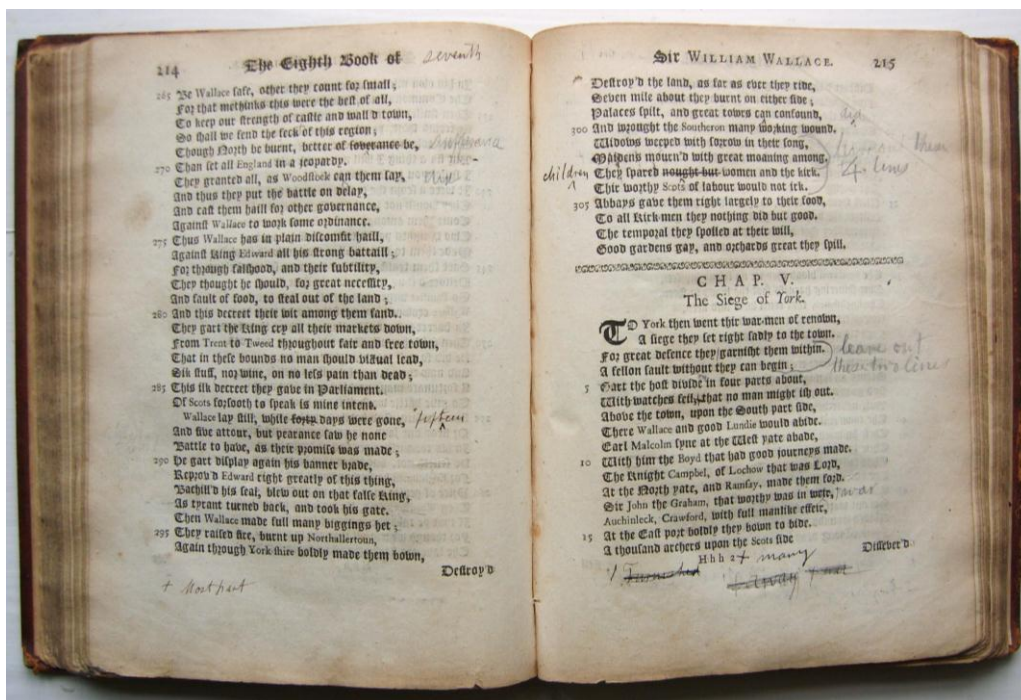 214 The Eighth Book of seventh
265 Be Wallace safe, other they count for small;
For that methinks this were the best of all,
To keep our strength of castle and wall'd town,
So shall we fend the feck of this region;
Though North be burnt, better of soverance be,
270 Than set all England in a jeopardy.
They granted all, as Woodstock can them say,
And thus they put the battle on delay,
And cast them haill for other governance,
Against Wallace to work some ordinance.
275 Thus Wallace has in plain discomfit haill,
Against King Edward all his strong battaill;
For through falshood, and their subtility,
They thought he should, for great necessity,
And fault of food, to steal out of the land;
280 And this decreet their wit among them fand.
They gart the King cry all their markets down,
From Trent to Tweed throughout fair and free town,
That in these bounds no man should victual lead,
Sik stuff, nor wine, on no less pain than dead;
285 This ilk decreet they gave in Parliament.
Of Scots forsooth to speak is mine intent.
Wallace lay still, while forty days were gone, fifteen
And five attour, but pearance saw he none
Battle to have, as their promise was made;
290 He gart display again his banner brade,
Reprov'd Edward right greatly of this thing,
Bathill'd his seal, blew out on that false King,
As tyrant turned back, and took his gate.
Then Wallace made full many biggings het;
295 They raised fire, burnt up Northallertoun,
Again through York-shire boldly made them bown,
Destroy'd
+ Most part
Sir WILLIAM WALLACE. 215
Destroy'd the land, as far as ever they ride,
Seven mile about they burnt on either side;
Palaces spilt, and great towers can confound,
300 And wrought the Southeron many working wound.
Widows weeped with sorrow in their song,
Maidens mourn'd with great moaning among,
children They spared nought but women and the kirk.
Thir worthy Scots of labour would not irk.
305 Abbays gave them right largely to their food,
To all Kirk-men they nothing did but good.
The temporal they spoiled at their will,
Good gardens gay, and orchards great they spill.
4 lines
CHAP. V.
The Siege of York.
TO York then went thir war-men of renown,
A siege they set right sadly to the town.
For great defence they garnisht them within.
A fellon sault without they can begin;
leave out
these two lines
5 Gart the host divide in four parts about,
With watches sell, that no man might ish out.
Above the town, upon the South part side,
There Wallace and good Lundie would abide.
Earl Malcolm syne at the West yate abade,
10 With him the Boyd that had good journeys made.
The Knight Campbel, of Lochow that was Lord,
At the North yate, and Ramsay, made them ford.
Sir John the Graham, that worthy was in weir,
Auchinleck, Crawford, with full manlike effeir,
15 At the East port boldly they bown to bide.
A thousand archers upon the Scots side
Hhh 2 + many Dissever'd